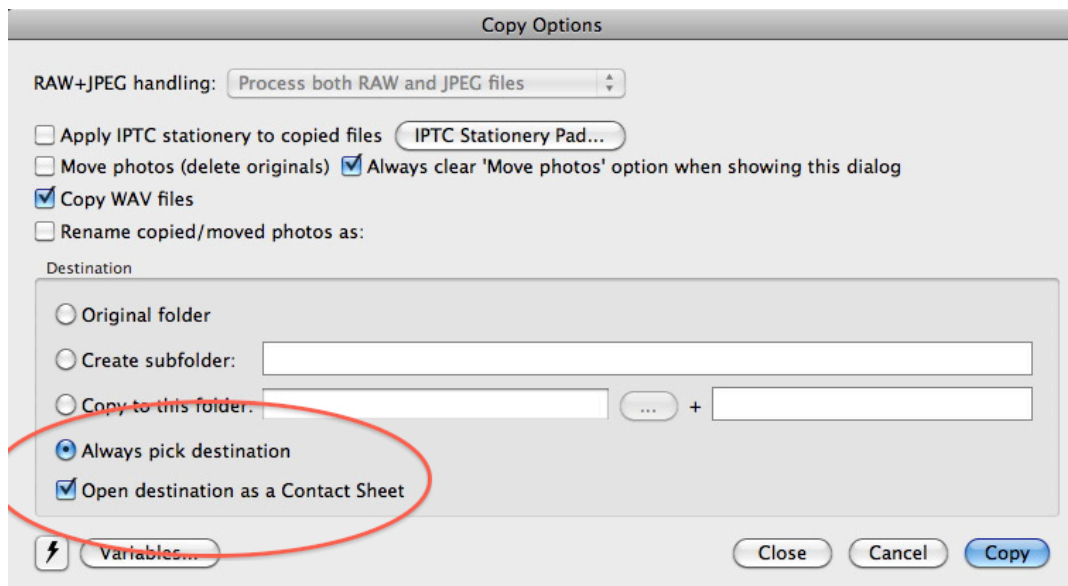 Copy Options
RAW+JPEG handling: Process both RAW and JPEG files
Apply IPTC stationery to copied files IPTC Stationery Pad...
Move photos (delete originals) Always clear 'Move photos' option when showing this dialog
Copy WAV files
Rename copied/moved photos as:
Destination
Original folder
Create subfolder:
Copy to this folder: ... +
Always pick destination
Open destination as a Contact Sheet
Variables... Close Cancel Copy